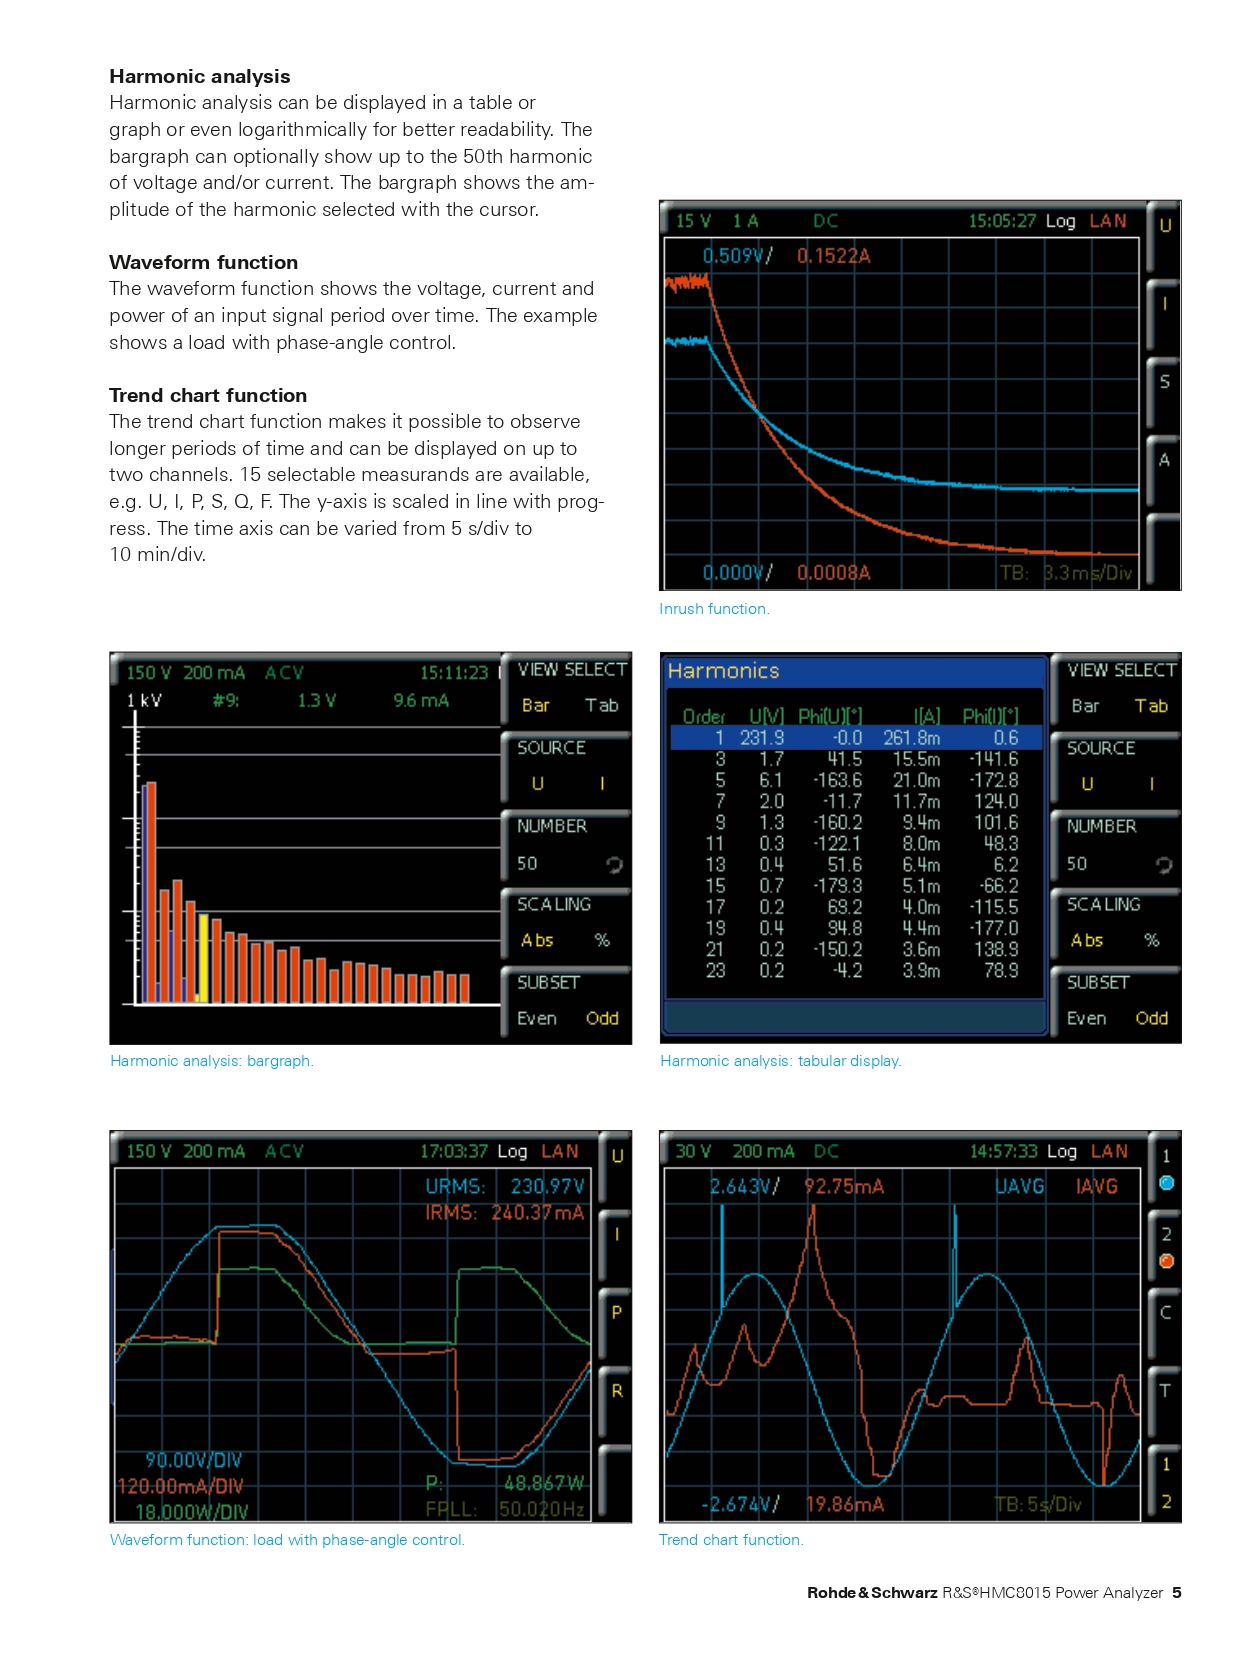 Harmonic analysis
Harmonic analysis can be displayed in a table or
graph or even logarithmically for better readability. The
bargraph can optionally show up to the 50th harmonic
of voltage and/or current. The bargraph shows the am-
plitude of the harmonic selected with the cursor.
Waveform function
The waveform function shows the voltage, current and
power of an input signal period over time. The example
shows a load with phase-angle control.
Trend chart function
The trend chart function makes it possible to observe
longer periods of time and can be displayed on up to
two channels. 15 selectable measurands are available,
e.g. U, I, P, S, Q, F. The y-axis is scaled in line with prog-
ress. The time axis can be varied from 5 s/div to
10 min/div.
15 V 1 A DC 15:05:27 Log LAN
U
0.509V/ 0.1522A
I
S
A
0.000V/ 0.0008A TB: 3.3ms/Div
Inrush function.
150 V 200 mA ACV 15:11:23
1 kV #9: 1.3 V 9.6 mA
VIEW SELECT
Bar Tab
SOURCE
U I
NUMBER
50
SCALING
Abs %
SUBSET
Even Odd
Harmonic analysis: bargraph.
Harmonics
Order U[V] Phi(U)[°] I[A] Phi(I)[°]
1 231.9 -0.0 261.8m 0.6
3 1.7 41.5 15.5m -141.6
5 6.1 -163.6 21.0m -172.8
7 2.0 -11.7 11.7m 124.0
9 1.3 -160.2 9.4m 101.6
11 0.3 -122.1 8.0m 48.3
13 0.4 51.6 6.4m 6.2
15 0.7 -179.3 5.1m -66.2
17 0.2 69.2 4.0m -115.5
19 0.4 94.8 4.4m -177.0
21 0.2 -150.2 3.6m 138.9
23 0.2 -4.2 3.9m 78.9
VIEW SELECT
Bar Tab
SOURCE
U I
NUMBER
50
SCALING
Abs %
SUBSET
Even Odd
Harmonic analysis: tabular display.
150 V 200 mA ACV 17:03:37 Log LAN
U
URMS: 230.97V
IRMS: 240.37mA
I
P
R
90.00V/DIV
120.00mA/DIV P: 48.867W
18.000W/DIV FPLL: 50.020Hz
Waveform function: load with phase-angle control.
30 V 200 mA DC 14:57:33 Log LAN
1
2.643V/ 92.75mA UAVG IAVG
2
C
T
1
-2.674V/ 19.86mA TB: 5s/Div
2
Trend chart function.
Rohde & Schwarz R&S®HMC8015 Power Analyzer 5